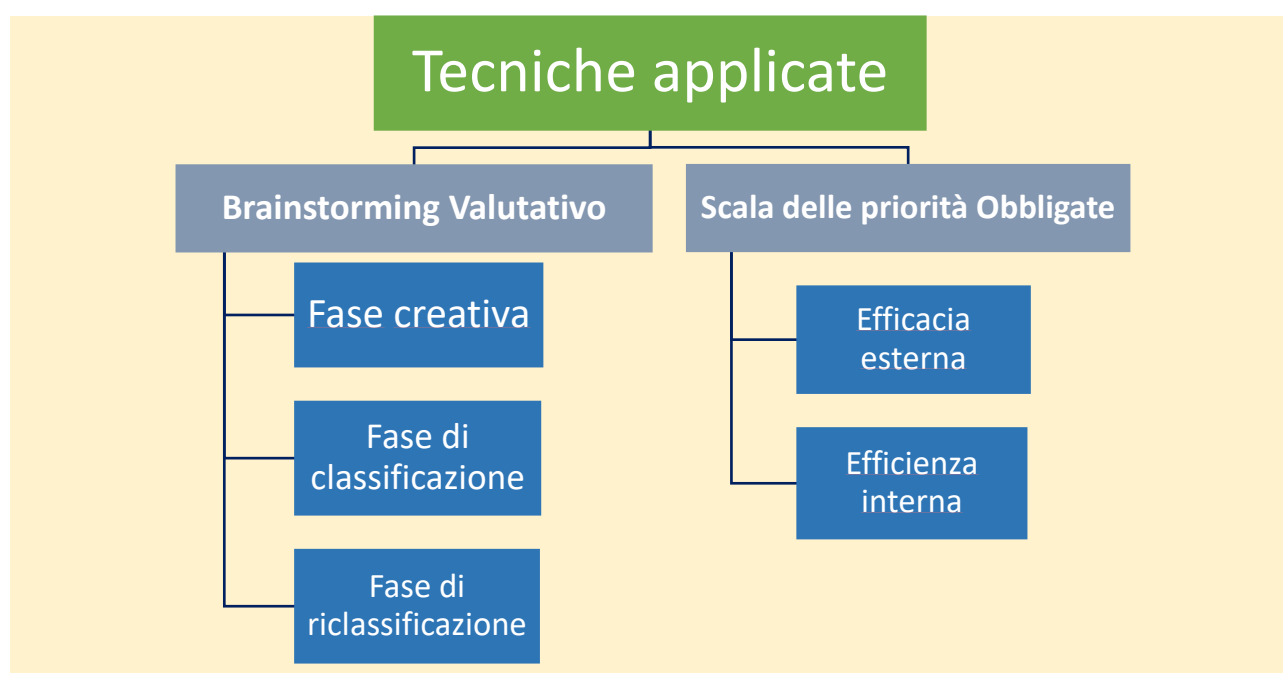 Tecniche applicate
Brainstorming Valutativo
Fase creativa
Fase di
classificazione
Fase di
riclassificazione
Scala delle priorità Obbligate
Efficacia
esterna
Efficienza
interna